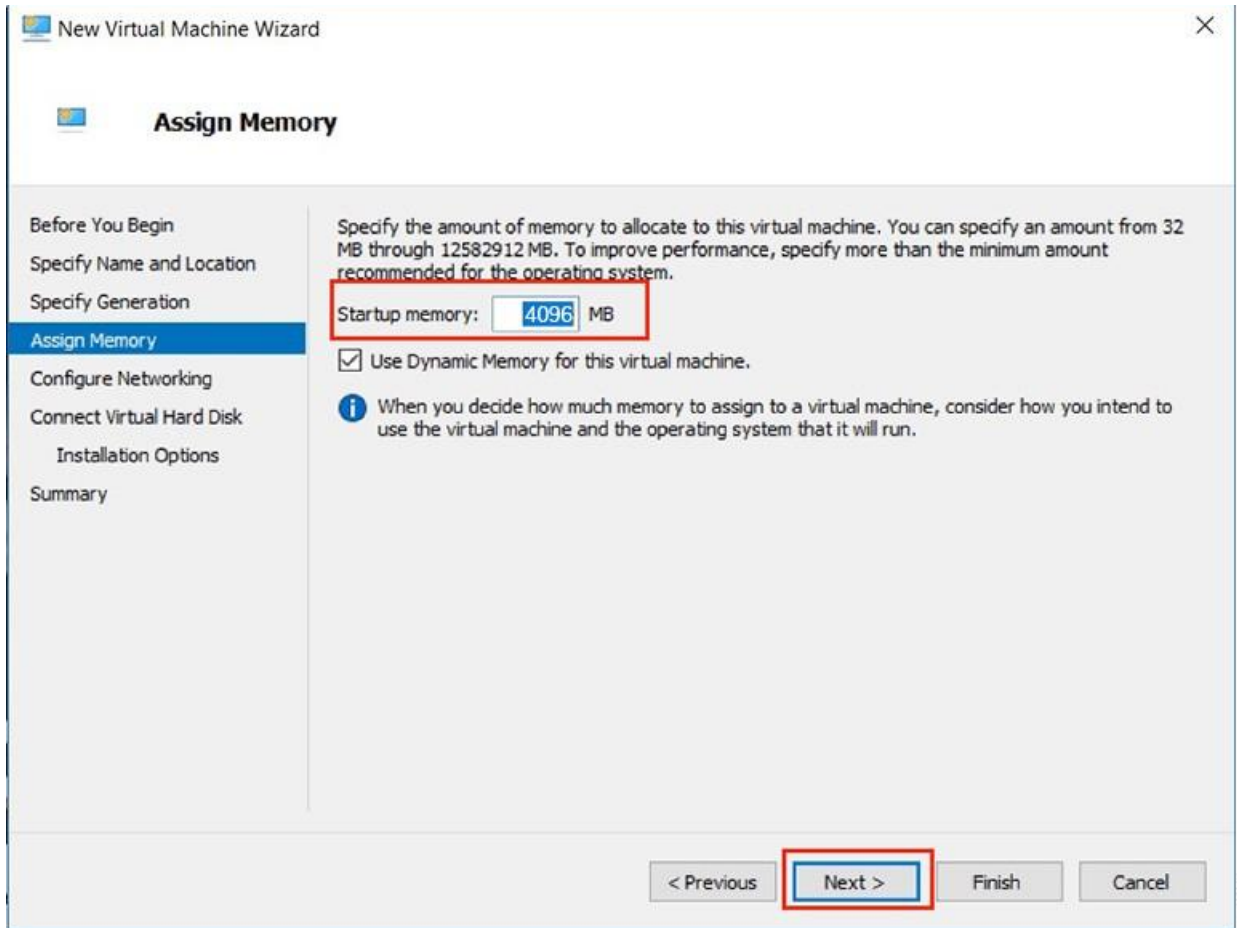 New Virtual Machine Wizard
Assign Memory
Before You Begin
Specify Name and Location
Specify Generation
Assign Memory
Configure Networking
Connect Virtual Hard Disk
Installation Options
Summary
Specify the amount of memory to allocate to this virtual machine. You can specify an amount from 32
MB through 12582912 MB. To improve performance, specify more than the minimum amount
recommended for the operating system.
Startup memory: 4096 MB
Use Dynamic Memory for this virtual machine.
When you decide how much memory to assign to a virtual machine, consider how you intend to
use the virtual machine and the operating system that it will run.
< Previous Next > Finish Cancel